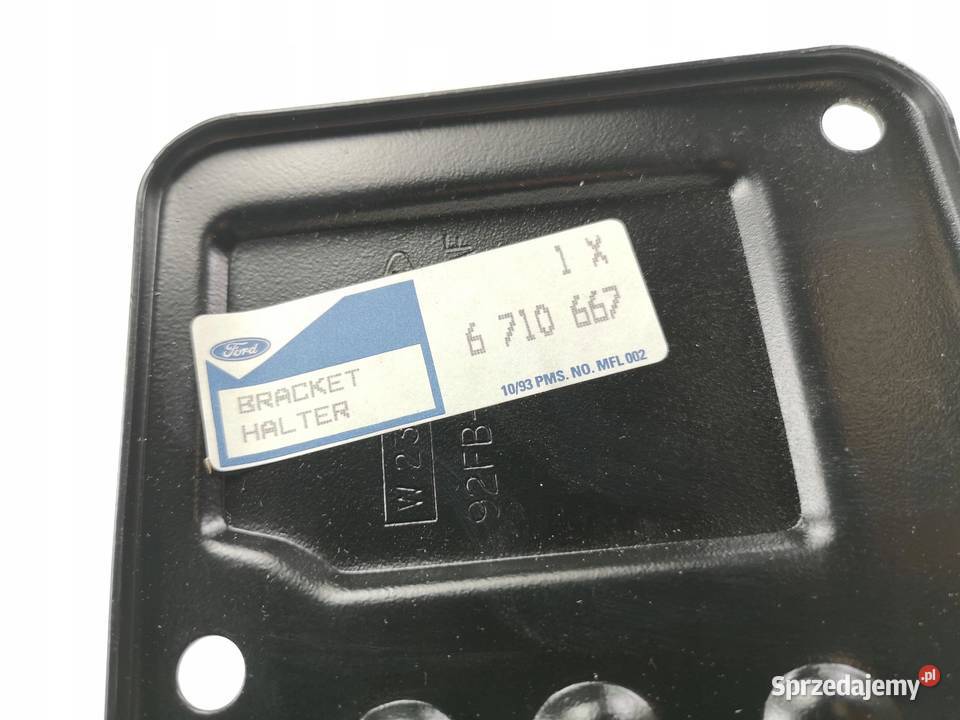 1 X
6 710 667
Ford
BRACKET
HALTER
10/93 PMS. NO. MFL 002
92FB-
Sprzedajemy.pl